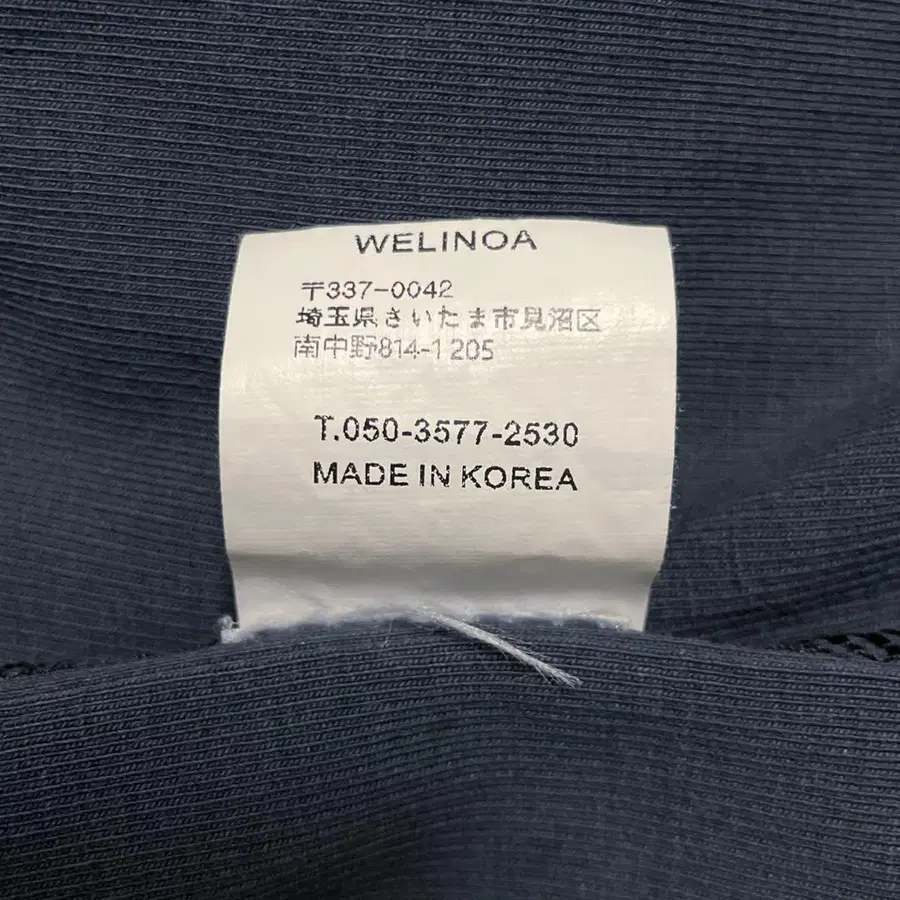 WELINOA
〒337-0042
埼玉県さいたま市見沼区
南中野814-1 205
T.050-3577-2530
MADE IN KOREA